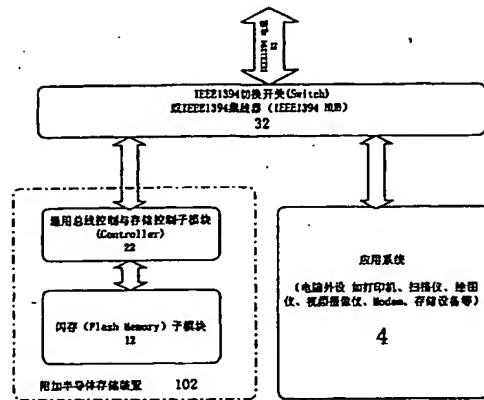 IEEE1394切换开关(Switch)
或IEEE1394集线器(IEEE1394 HUB)
32
通用总线控制与存储控制子模块
(Controller)
22
闪存(Flash Memory)子模块
12
附加半导体存储装置 102
应用系统
(电脑外设 如打印机、扫描仪、绘图
仪、视频摄像仪、Modem、存储设备等)
4